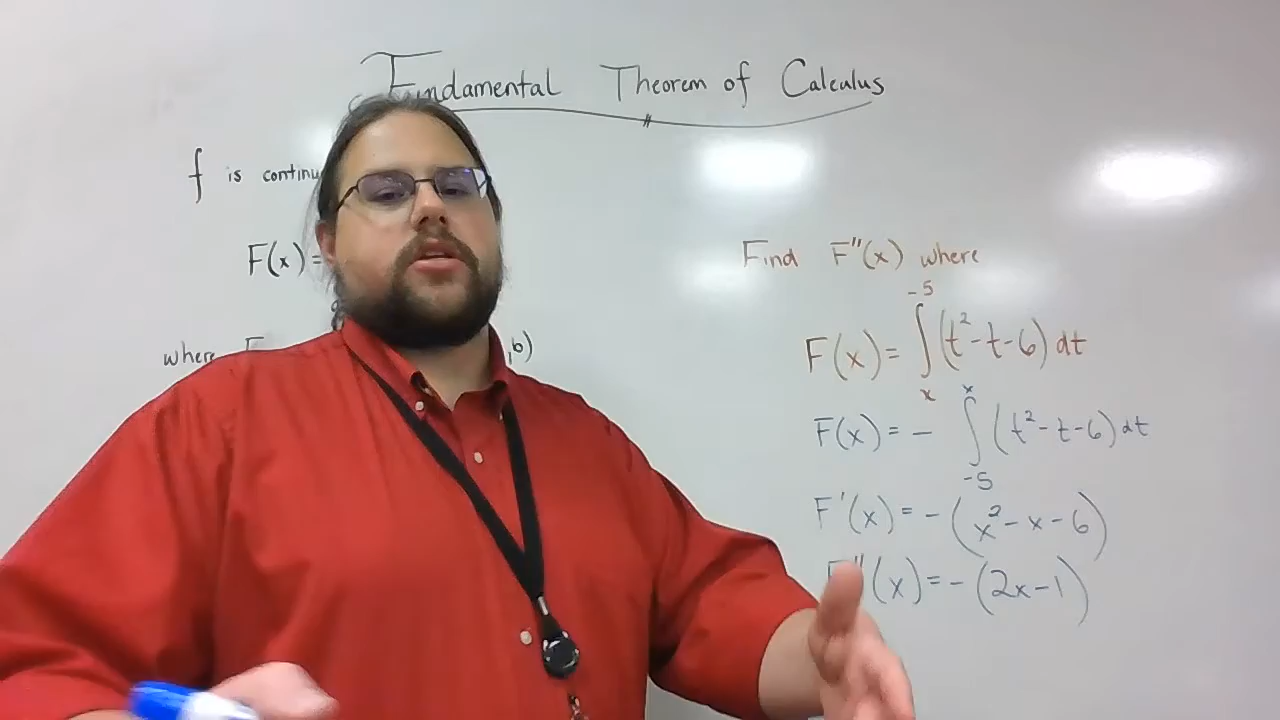 Fundamental Theorem of Calculus
f is
F(x)=
where
,b)
Find F''(x) where
F(x)= ∫_x^{-5} (t²-t-6) dt
F(x) = - ∫_{-5}^x (t²-t-6) dt
F'(x) = -(x²-x-6)
F''(x) = -(2x-1)